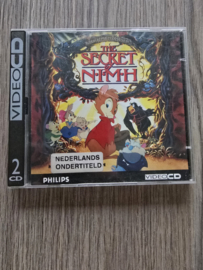 VIDEO CD
2
CD
THE
SECRET
OF
NIMH
NEDERLANDS
ONDERTITELD
PHILIPS
VIDEO CD